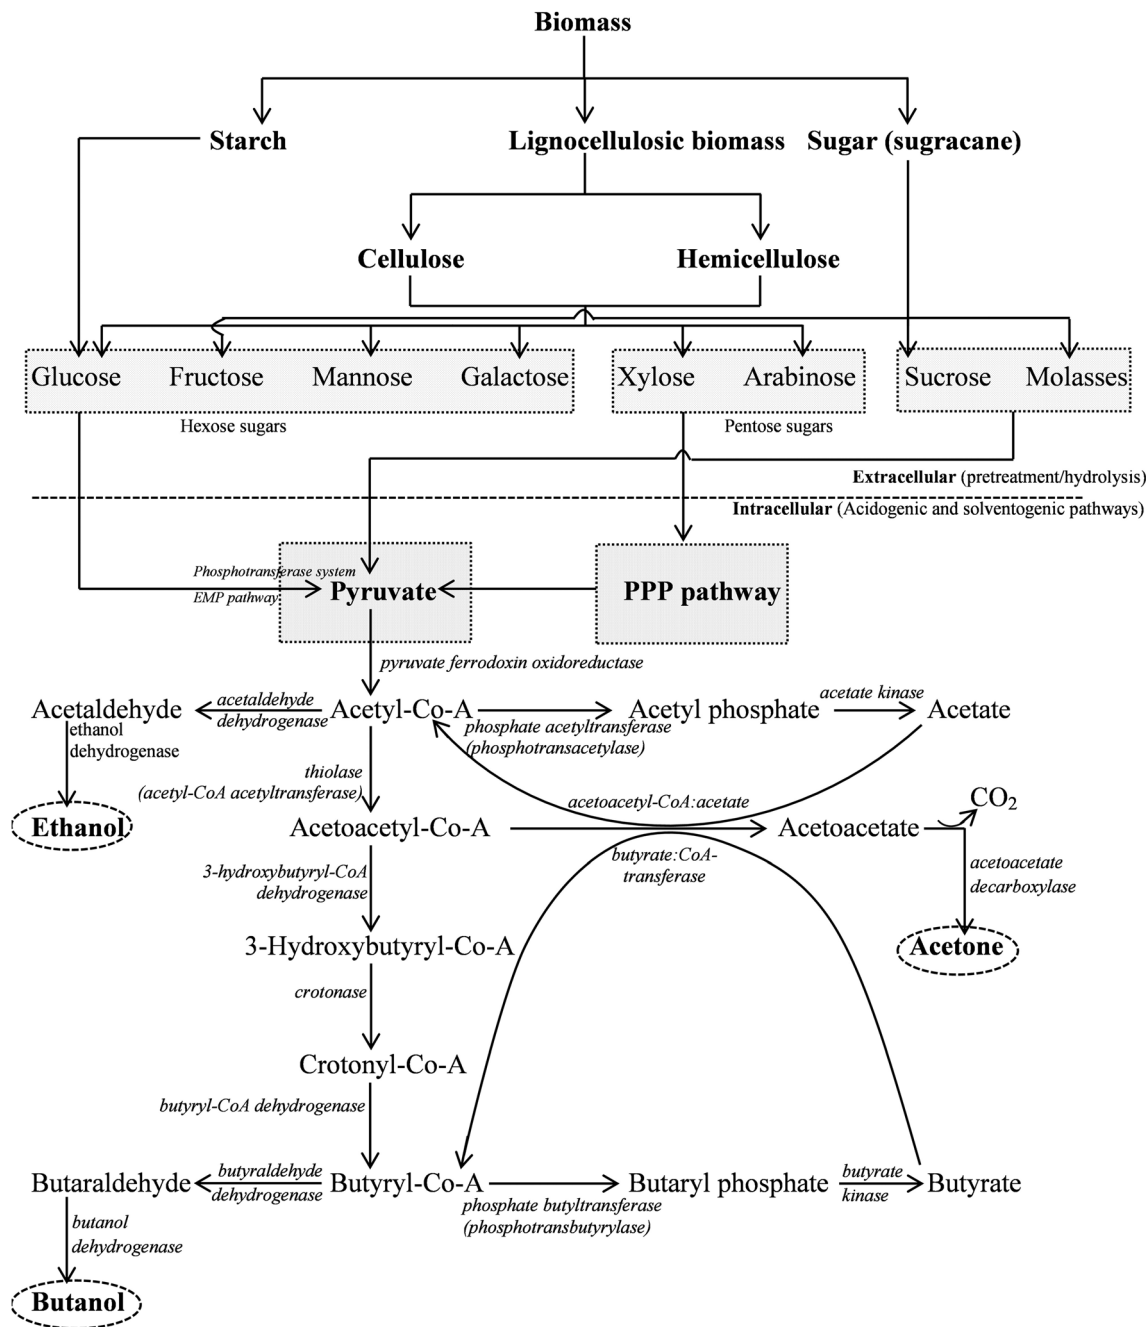 Biomass
Starch
Lignocellulosic biomass
Sugar (sugracane)
Cellulose
Hemicellulose
Glucose
Fructose
Mannose
Galactose
Xylose
Arabinose
Sucrose
Molasses
Hexose sugars
Pentose sugars
Extracellular (pretreatment/hydrolysis)
Intracellular (Acidogenic and solventogenic pathways)
Phosphotransferase system
EMP pathway
Pyruvate
PPP pathway
pyruvate ferrodoxin oxidoreductase
Acetaldehyde
acetaldehyde
dehydrogenase
Acetyl-Co-A
phosphate acetyltransferase
(phosphotransacetylase)
Acetyl phosphate
acetate kinase
Acetate
ethanol
dehydrogenase
thiolase
(acetyl-CoA acetyltransferase)
Ethanol
Acetoacetyl-Co-A
acetoacetyl-CoA:acetate
butyrate:CoA-
transferase
Acetoacetate
CO2
acetoacetate
decarboxylase
3-hydroxybutyryl-CoA
dehydrogenase
3-Hydroxybutyryl-Co-A
Acetone
crotonase
Crotonyl-Co-A
butyryl-CoA dehydrogenase
Butaraldehyde
butyraldehyde
dehydrogenase
Butyryl-Co-A
phosphate butyltransferase
(phosphotransbutyrylase)
Butaryl phosphate
butyrate
kinase
Butyrate
butanol
dehydrogenase
Butanol